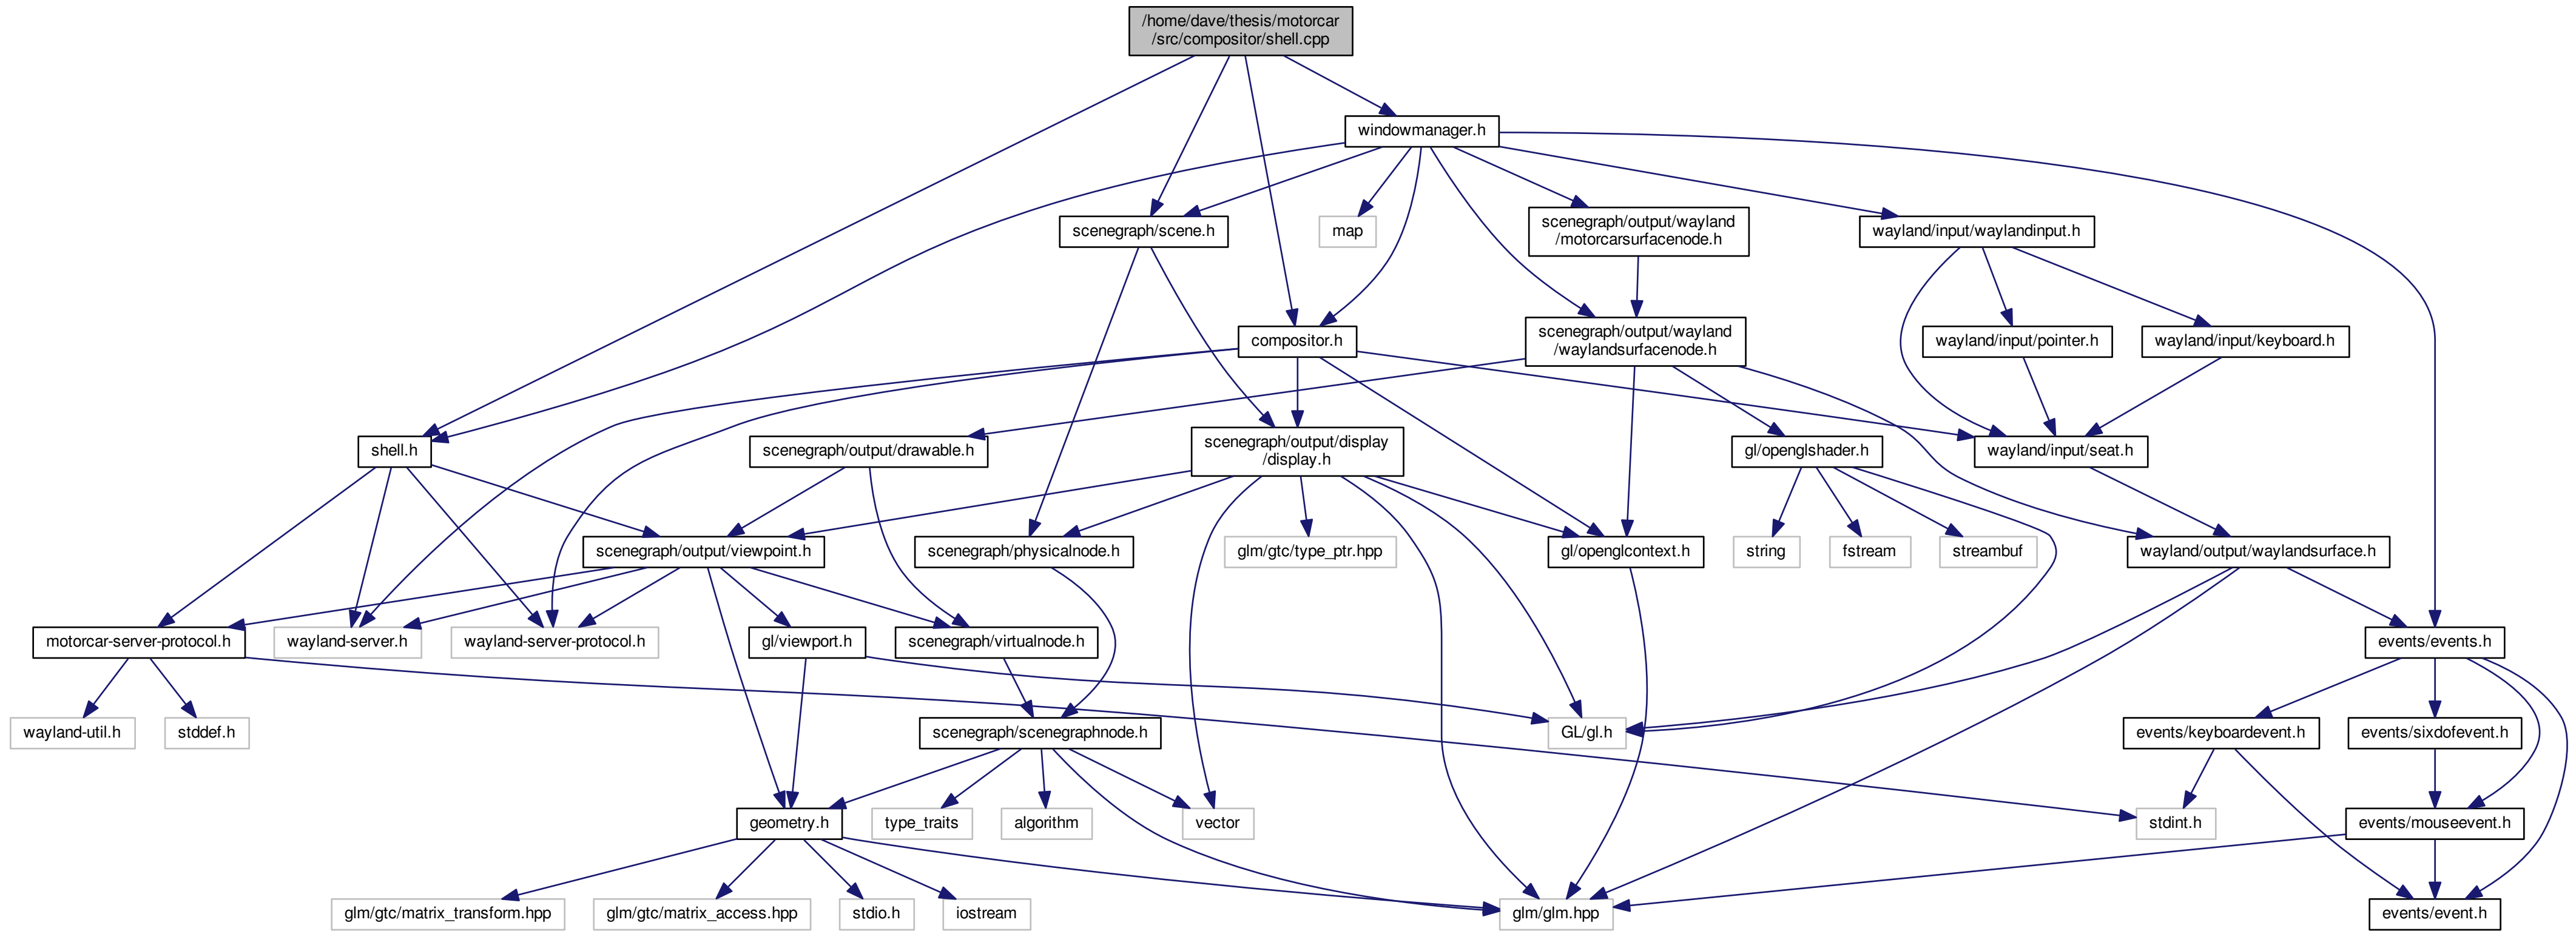 /home/dave/thesis/motorcar
/src/compositor/shell.cpp
windowmanager.h
scenegraph/scene.h
map
scenegraph/output/wayland
/motorcarsurfacenode.h
wayland/input/waylandinput.h
compositor.h
scenegraph/output/wayland
/waylandsurfacenode.h
wayland/input/pointer.h
wayland/input/keyboard.h
shell.h
scenegraph/output/drawable.h
scenegraph/output/display
/display.h
gl/openglshader.h
wayland/input/seat.h
scenegraph/output/viewpoint.h
scenegraph/physicalnode.h
glm/gtc/type_ptr.hpp
gl/openglcontext.h
string
fstream
streambuf
wayland/output/waylandsurface.h
motorcar-server-protocol.h
wayland-server.h
wayland-server-protocol.h
gl/viewport.h
scenegraph/virtualnode.h
events/events.h
wayland-util.h
stddef.h
scenegraph/scenegraphnode.h
GL/gl.h
events/keyboardevent.h
events/sixdofevent.h
geometry.h
type_traits
algorithm
vector
stdint.h
events/mouseevent.h
glm/gtc/matrix_transform.hpp
glm/gtc/matrix_access.hpp
stdio.h
iostream
glm/glm.hpp
events/event.h